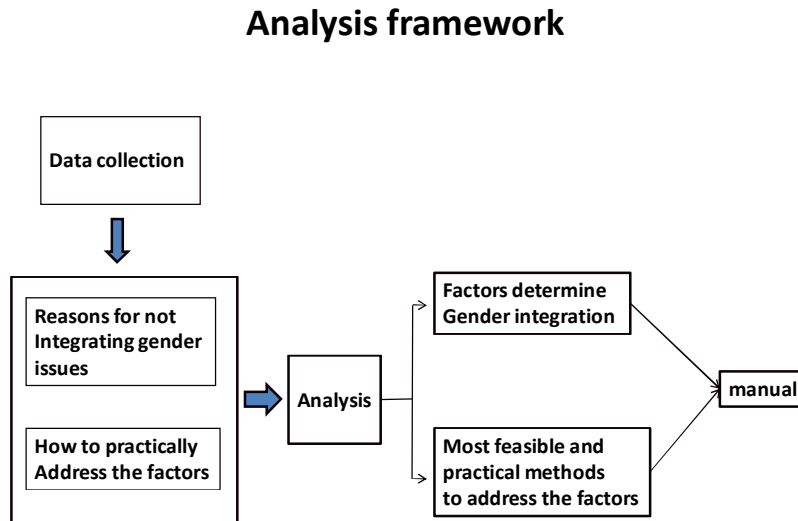 Analysis framework
Data collection
Reasons for not
Integrating gender
issues
How to practically
Address the factors
Analysis
Factors determine
Gender integration
Most feasible and
practical methods
to address the factors
manual